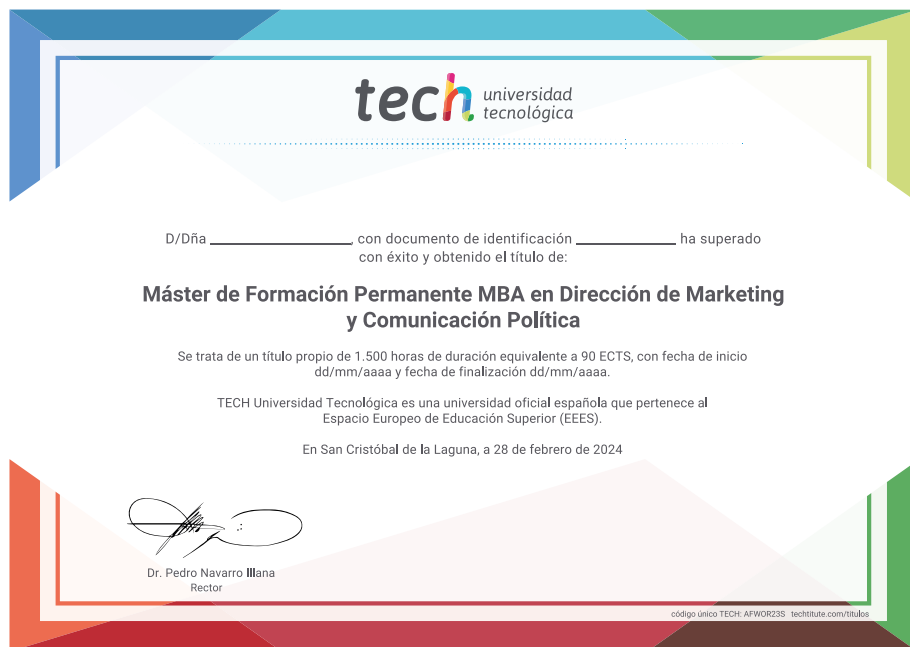 tech universidad
tecnológica
D/Dña ______________, con documento de identificación __________ ha superado
con éxito y obtenido el título de:
Máster de Formación Permanente MBA en Dirección de Marketing
y Comunicación Política
Se trata de un título propio de 1.500 horas de duración equivalente a 90 ECTS, con fecha de inicio
dd/mm/aaaa y fecha de finalización dd/mm/aaaa.
TECH Universidad Tecnológica es una universidad oficial española que pertenece al
Espacio Europeo de Educación Superior (EEES).
En San Cristóbal de la Laguna, a 28 de febrero de 2024
Dr. Pedro Navarro Illana
Rector
código único TECH: AFWOR23S techtitute.com/titulos